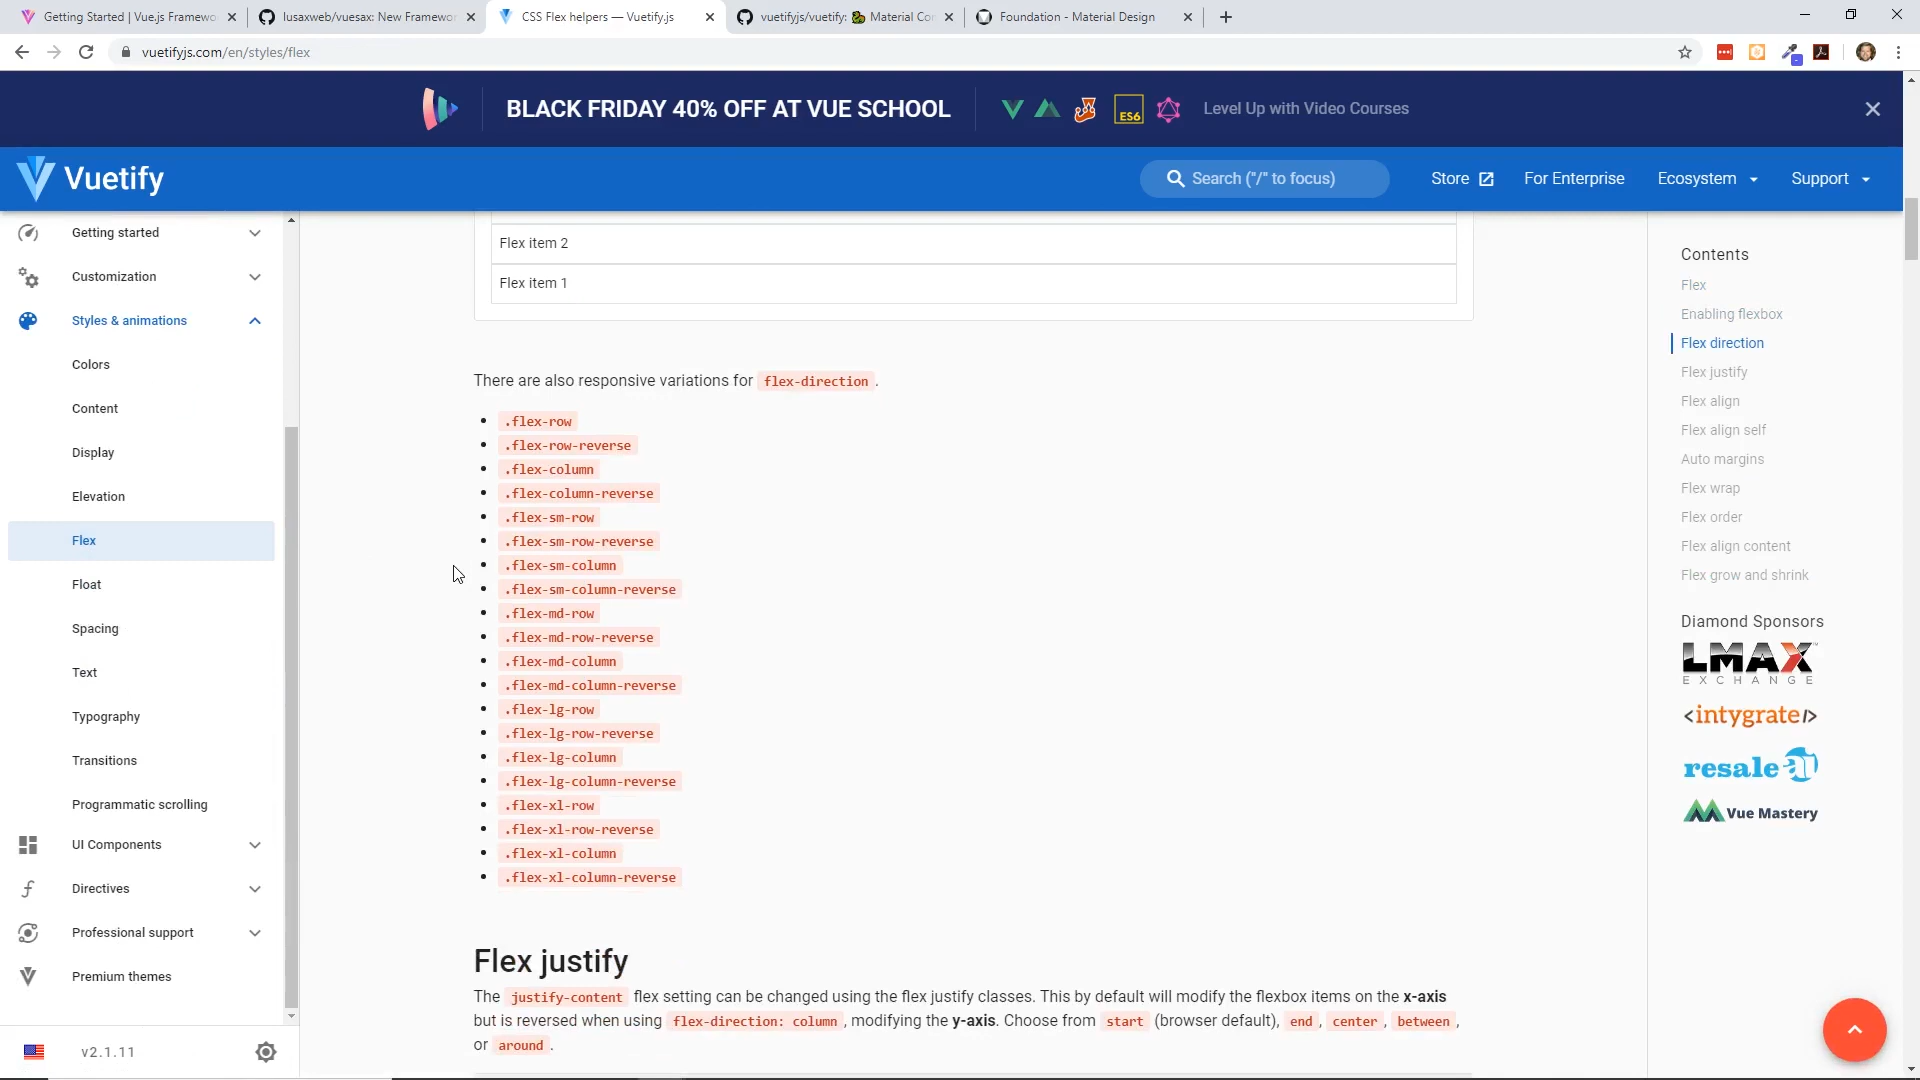 Getting Started | Vue.js Framewor
lusaxweb/vuesax: New Framewor
CSS Flex helpers — Vuetify.js
vuetifyjs/vuetify: Material Cor
Foundation - Material Design
vuetifyjs.com/en/styles/flex
BLACK FRIDAY 40% OFF AT VUE SCHOOL
ES6
Level Up with Video Courses
Vuetify
Search ("/" to focus)
Store
For Enterprise
Ecosystem
Support
Getting started
Customization
Styles & animations
Colors
Content
Display
Elevation
Flex
Float
Spacing
Text
Typography
Transitions
Programmatic scrolling
UI Components
Directives
Professional support
Premium themes
v2.1.11
Flex item 2
Flex item 1
There are also responsive variations for flex-direction.
.flex-row
.flex-row-reverse
.flex-column
.flex-column-reverse
.flex-sm-row
.flex-sm-row-reverse
.flex-sm-column
.flex-sm-column-reverse
.flex-md-row
.flex-md-row-reverse
.flex-md-column
.flex-md-column-reverse
.flex-lg-row
.flex-lg-row-reverse
.flex-lg-column
.flex-lg-column-reverse
.flex-xl-row
.flex-xl-row-reverse
.flex-xl-column
.flex-xl-column-reverse
Flex justify
The justify-content flex setting can be changed using the flex justify classes. This by default will modify the flexbox items on the x-axis
but is reversed when using flex-direction: column, modifying the y-axis. Choose from start (browser default), end, center, between,
or around.
Contents
Flex
Enabling flexbox
Flex direction
Flex justify
Flex align
Flex align self
Auto margins
Flex wrap
Flex order
Flex align content
Flex grow and shrink
Diamond Sponsors
LMAX
EXCHANGE
<intygrate/>
resale ai
Vue Mastery